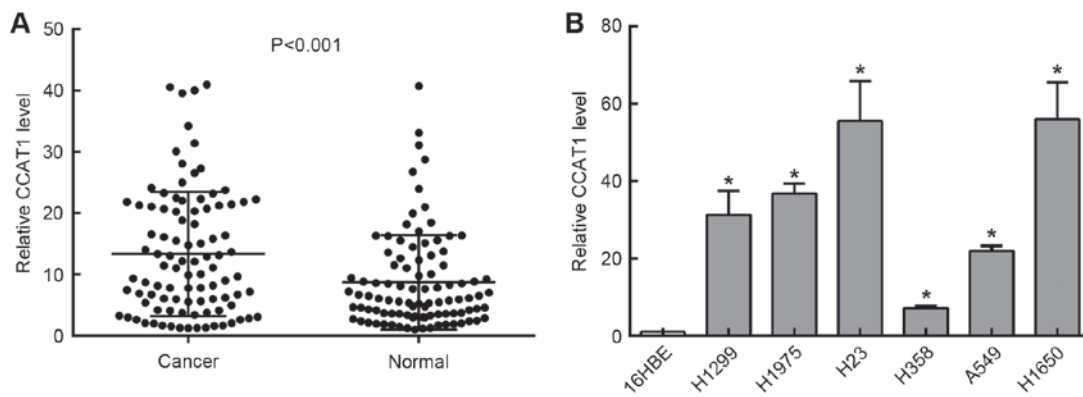 A
P<0.001
Relative CCAT1 level
50
40
30
20
10
0
Cancer
Normal
B
Relative CCAT1 level
80
60
40
20
0
*
*
*
*
*
*
16HBE
H1299
H1975
H23
H358
A549
H1650